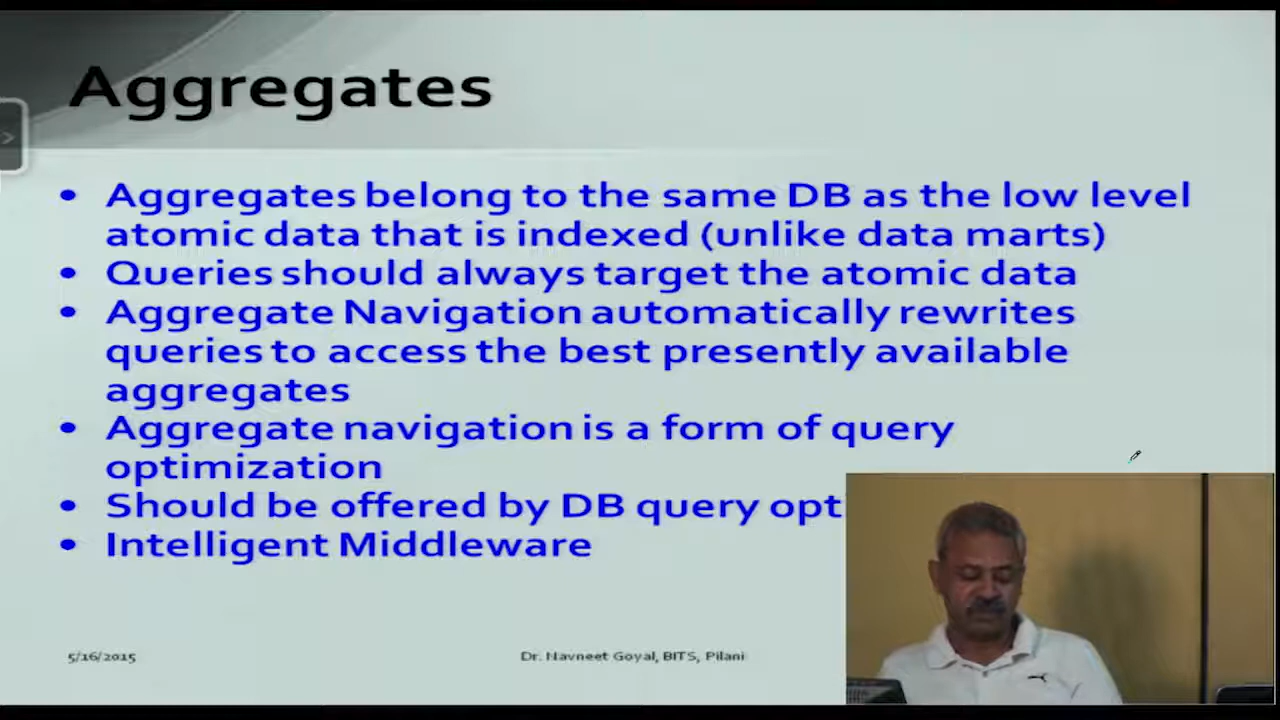 Aggregates
• Aggregates belong to the same DB as the low level
atomic data that is indexed (unlike data marts)
• Queries should always target the atomic data
• Aggregate Navigation automatically rewrites
queries to access the best presently available
aggregates
• Aggregate navigation is a form of query
optimization
• Should be offered by DB query
• Intelligent Middleware
5/16/2015
Dr. Navneet Goyal, BITS, Pilani